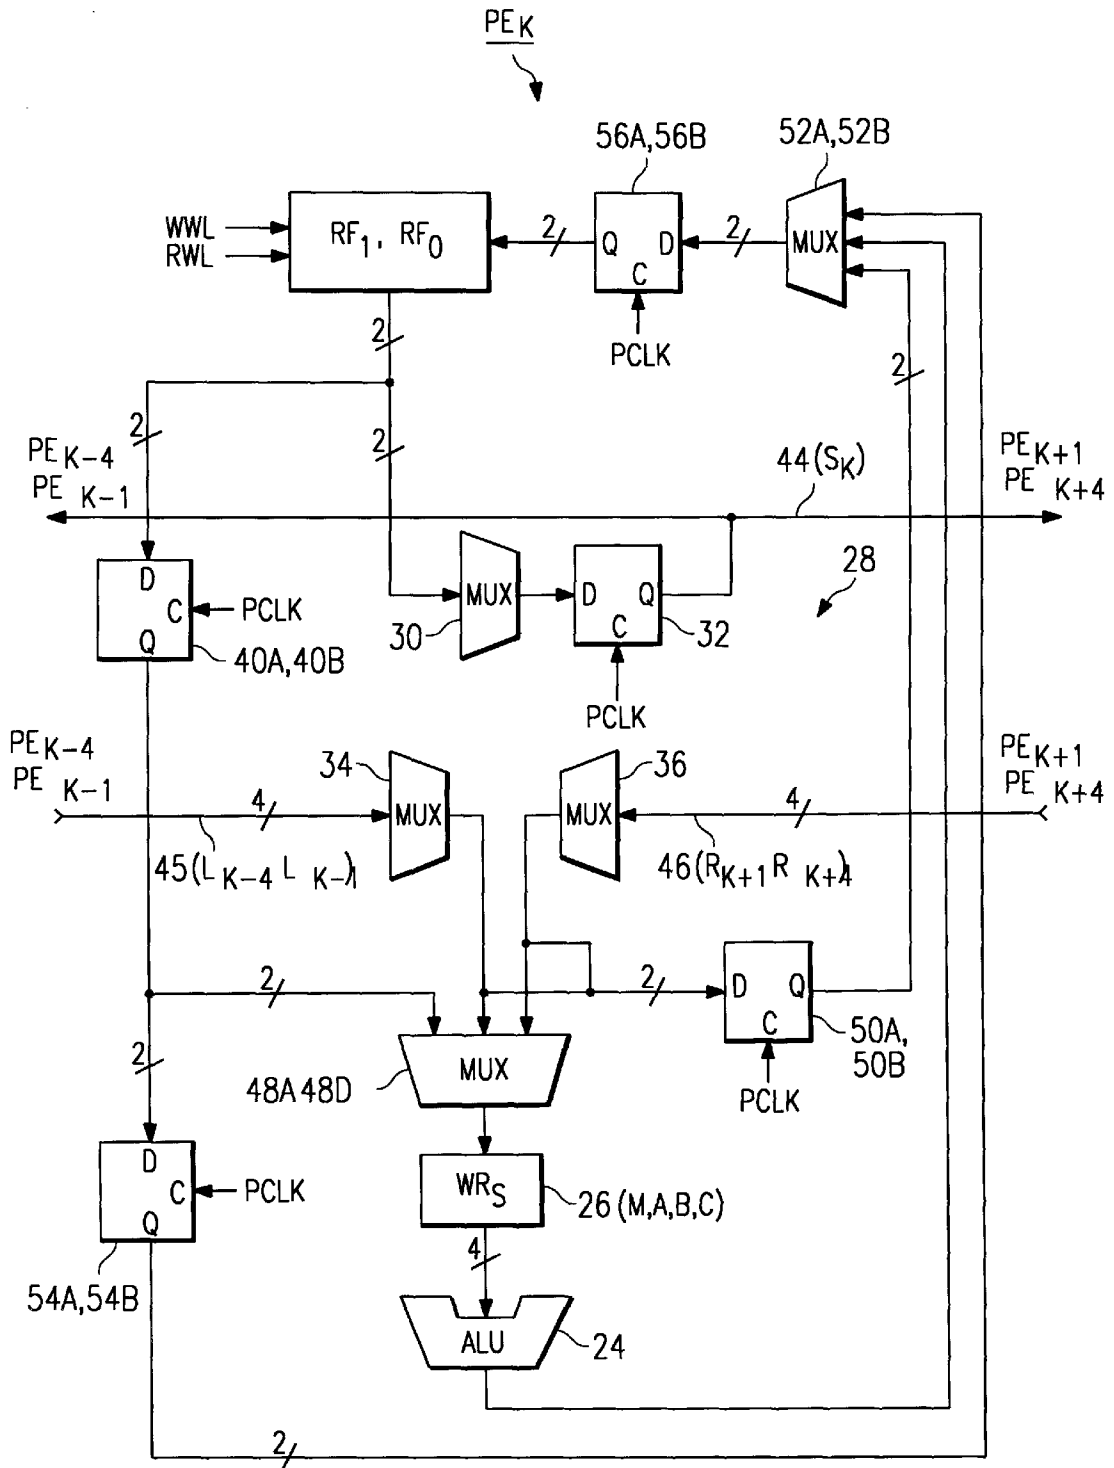 PE K
56A,56B
52A,52B
WWL
RWL
RF1, RF0
2
Q D
C
2
MUX
PCLK
2
2
2
2
PE K-4
PE K-1
44(SK)
PE K+1
PE K+4
D
C
Q
PCLK
40A,40B
MUX
30
D Q
C
32
PCLK
28
PE K-4
PE K-1
34
MUX
4
45(L K-4 L K-1)
MUX
36
4
46(R K+1 R K+4)
PE K+1
PE K+4
2
2
D Q
C
50A,
50B
PCLK
2
MUX
48A 48D
D
C
Q
PCLK
54A,54B
WRS
26(M,A,B,C)
4
ALU
24
2